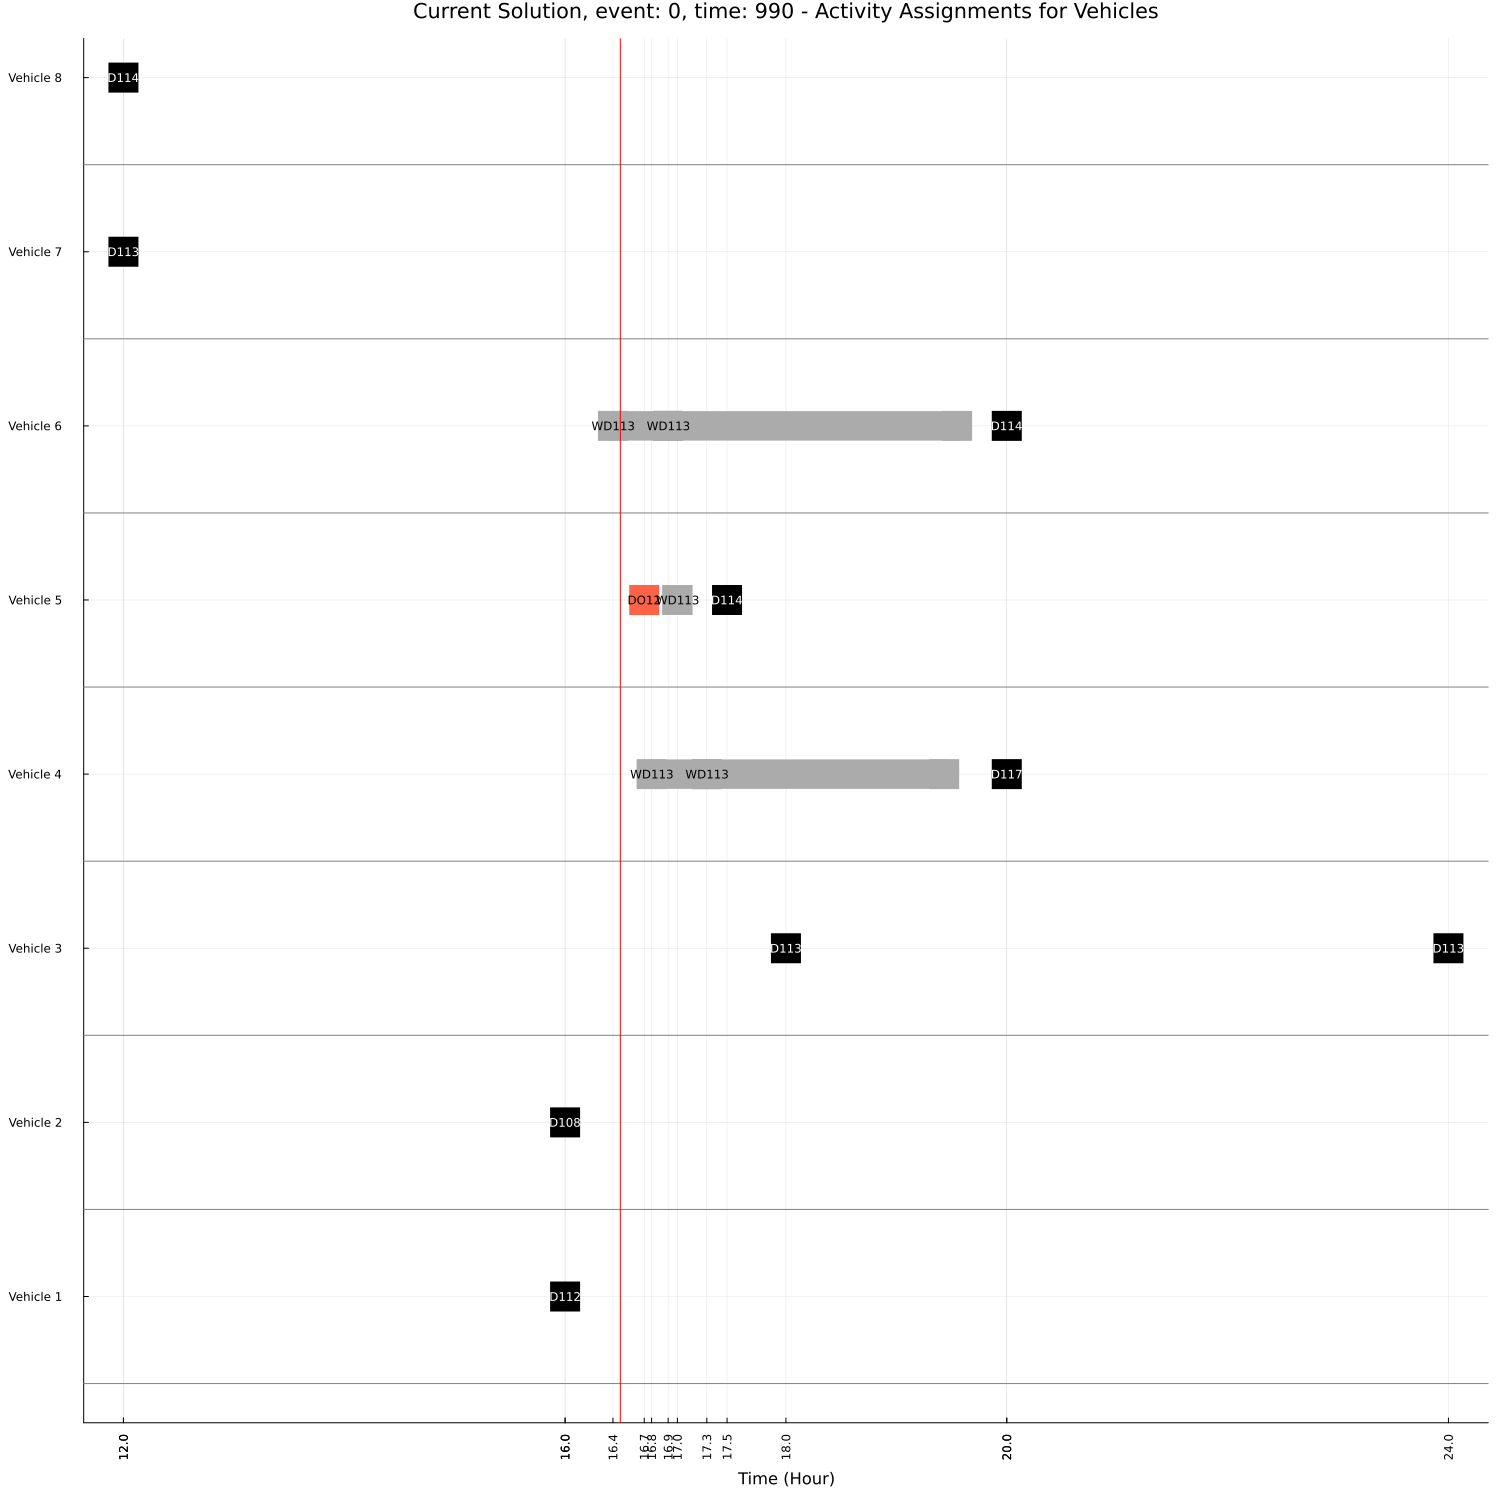 Current Solution, event: 0, time: 990 - Activity Assignments for Vehicles
Vehicle 8
D114
Vehicle 7
D113
Vehicle 6
WD113 WD113 D114
Vehicle 5
DO12 WD113 D114
Vehicle 4
WD113 WD113 D117
Vehicle 3
D113 D113
Vehicle 2
D108
Vehicle 1
D112
12.0 16.0 16.4 16.7 16.8 16.9 17.0 17.3 17.5 18.0 20.0 24.0
Time (Hour)